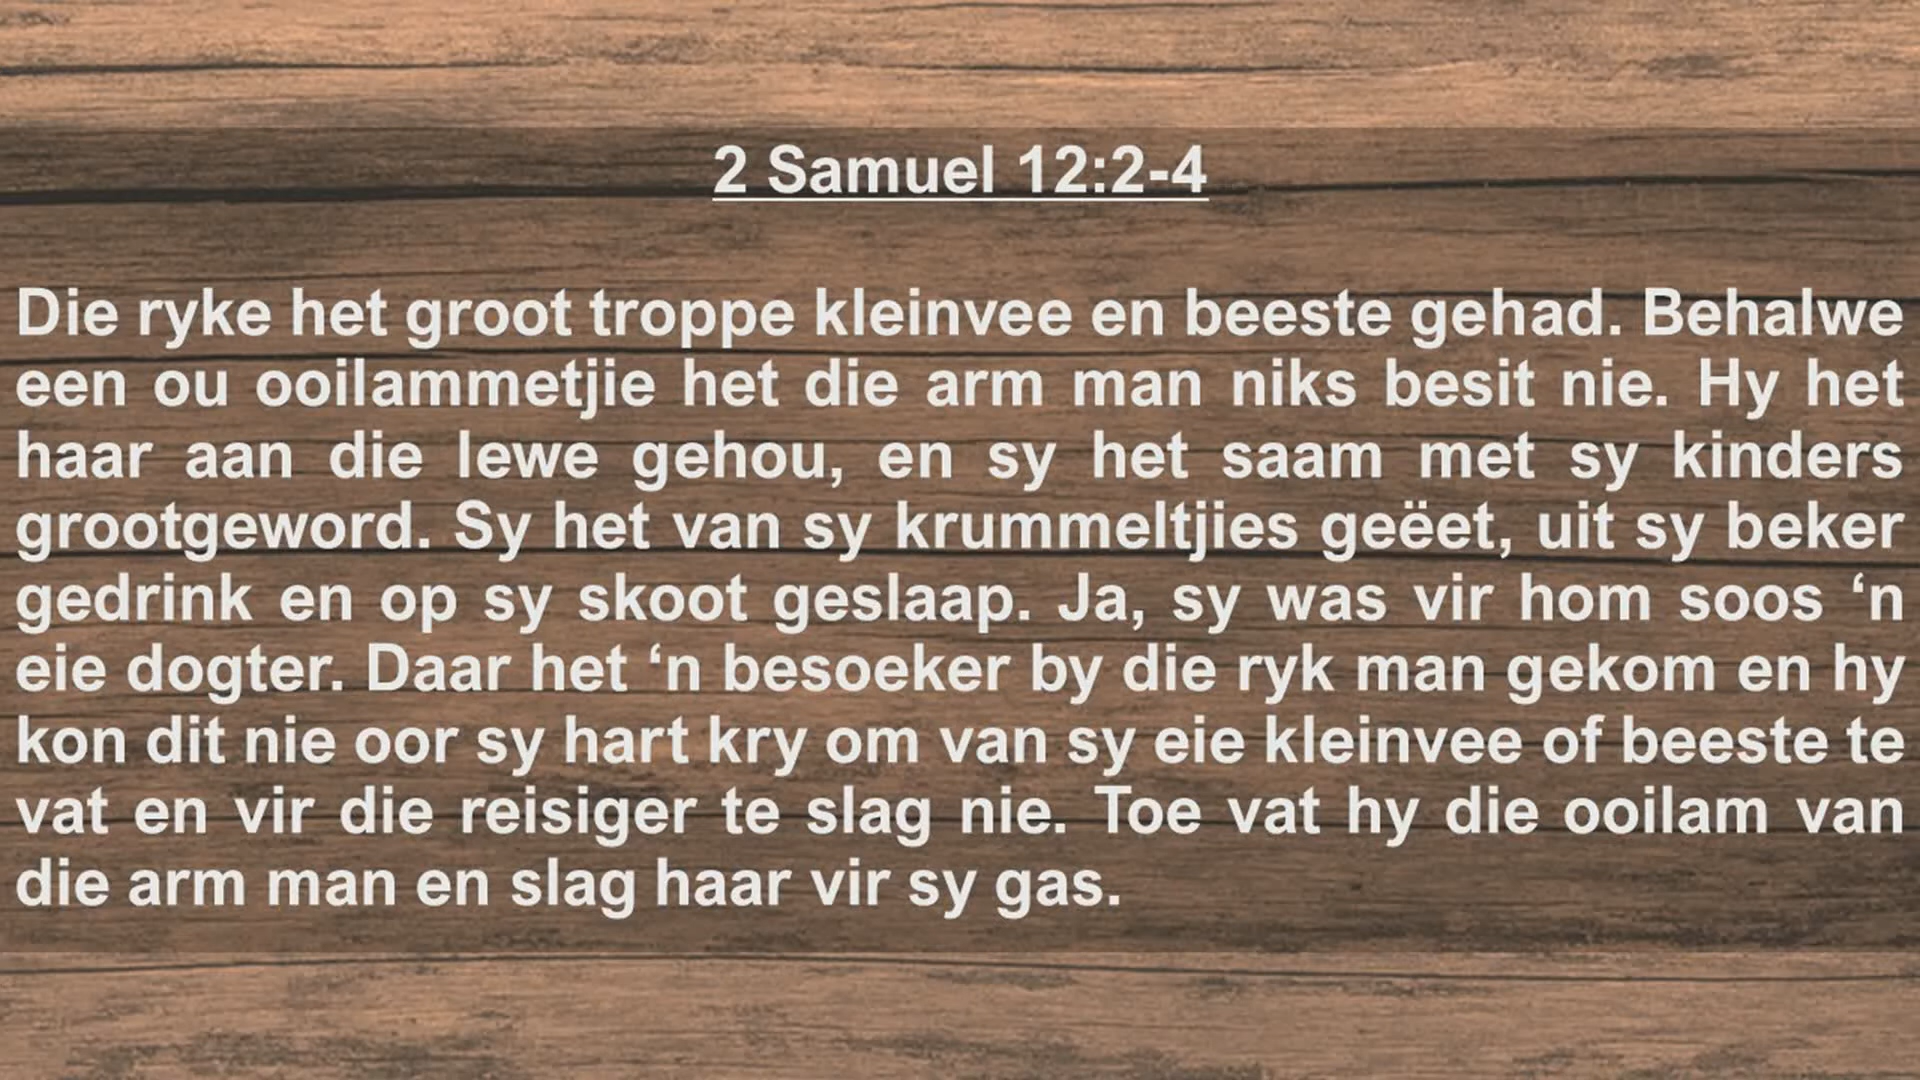 2 Samuel 12:2-4
Die ryke het groot troppe kleinvee en beeste gehad. Behalwe
een ou ooilammetjie het die arm man niks besit nie. Hy het
haar aan die lewe gehou, en sy het saam met sy kinders
grootgeword. Sy het van sy krummeltjies geëet, uit sy beker
gedrink en op sy skoot geslaap. Ja, sy was vir hom soos ‘n
eie dogter. Daar het ‘n besoeker by die ryk man gekom en hy
kon dit nie oor sy hart kry om van sy eie kleinvee of beeste te
vat en vir die reisiger te slag nie. Toe vat hy die ooilam van
die arm man en slag haar vir sy gas.